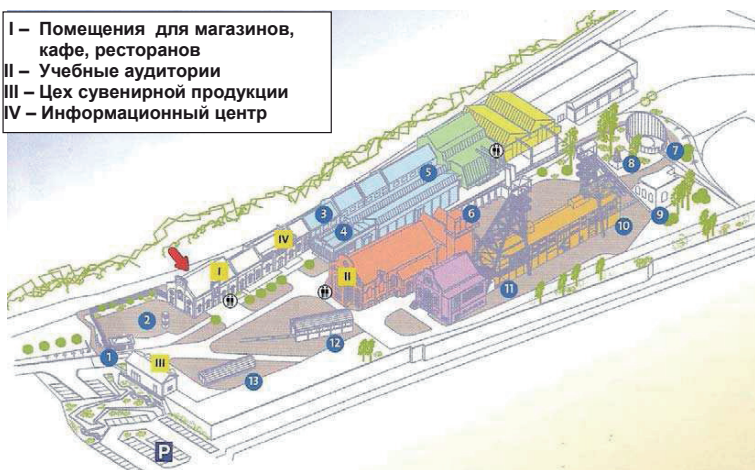 I – Помещения для магазинов,
кафе, ресторанов
II – Учебные аудитории
III – Цех сувенирной продукции
IV – Информационный центр
7
8
5
3
9
6
4
10
IV
I
II
11
2
12
1
III
13
P